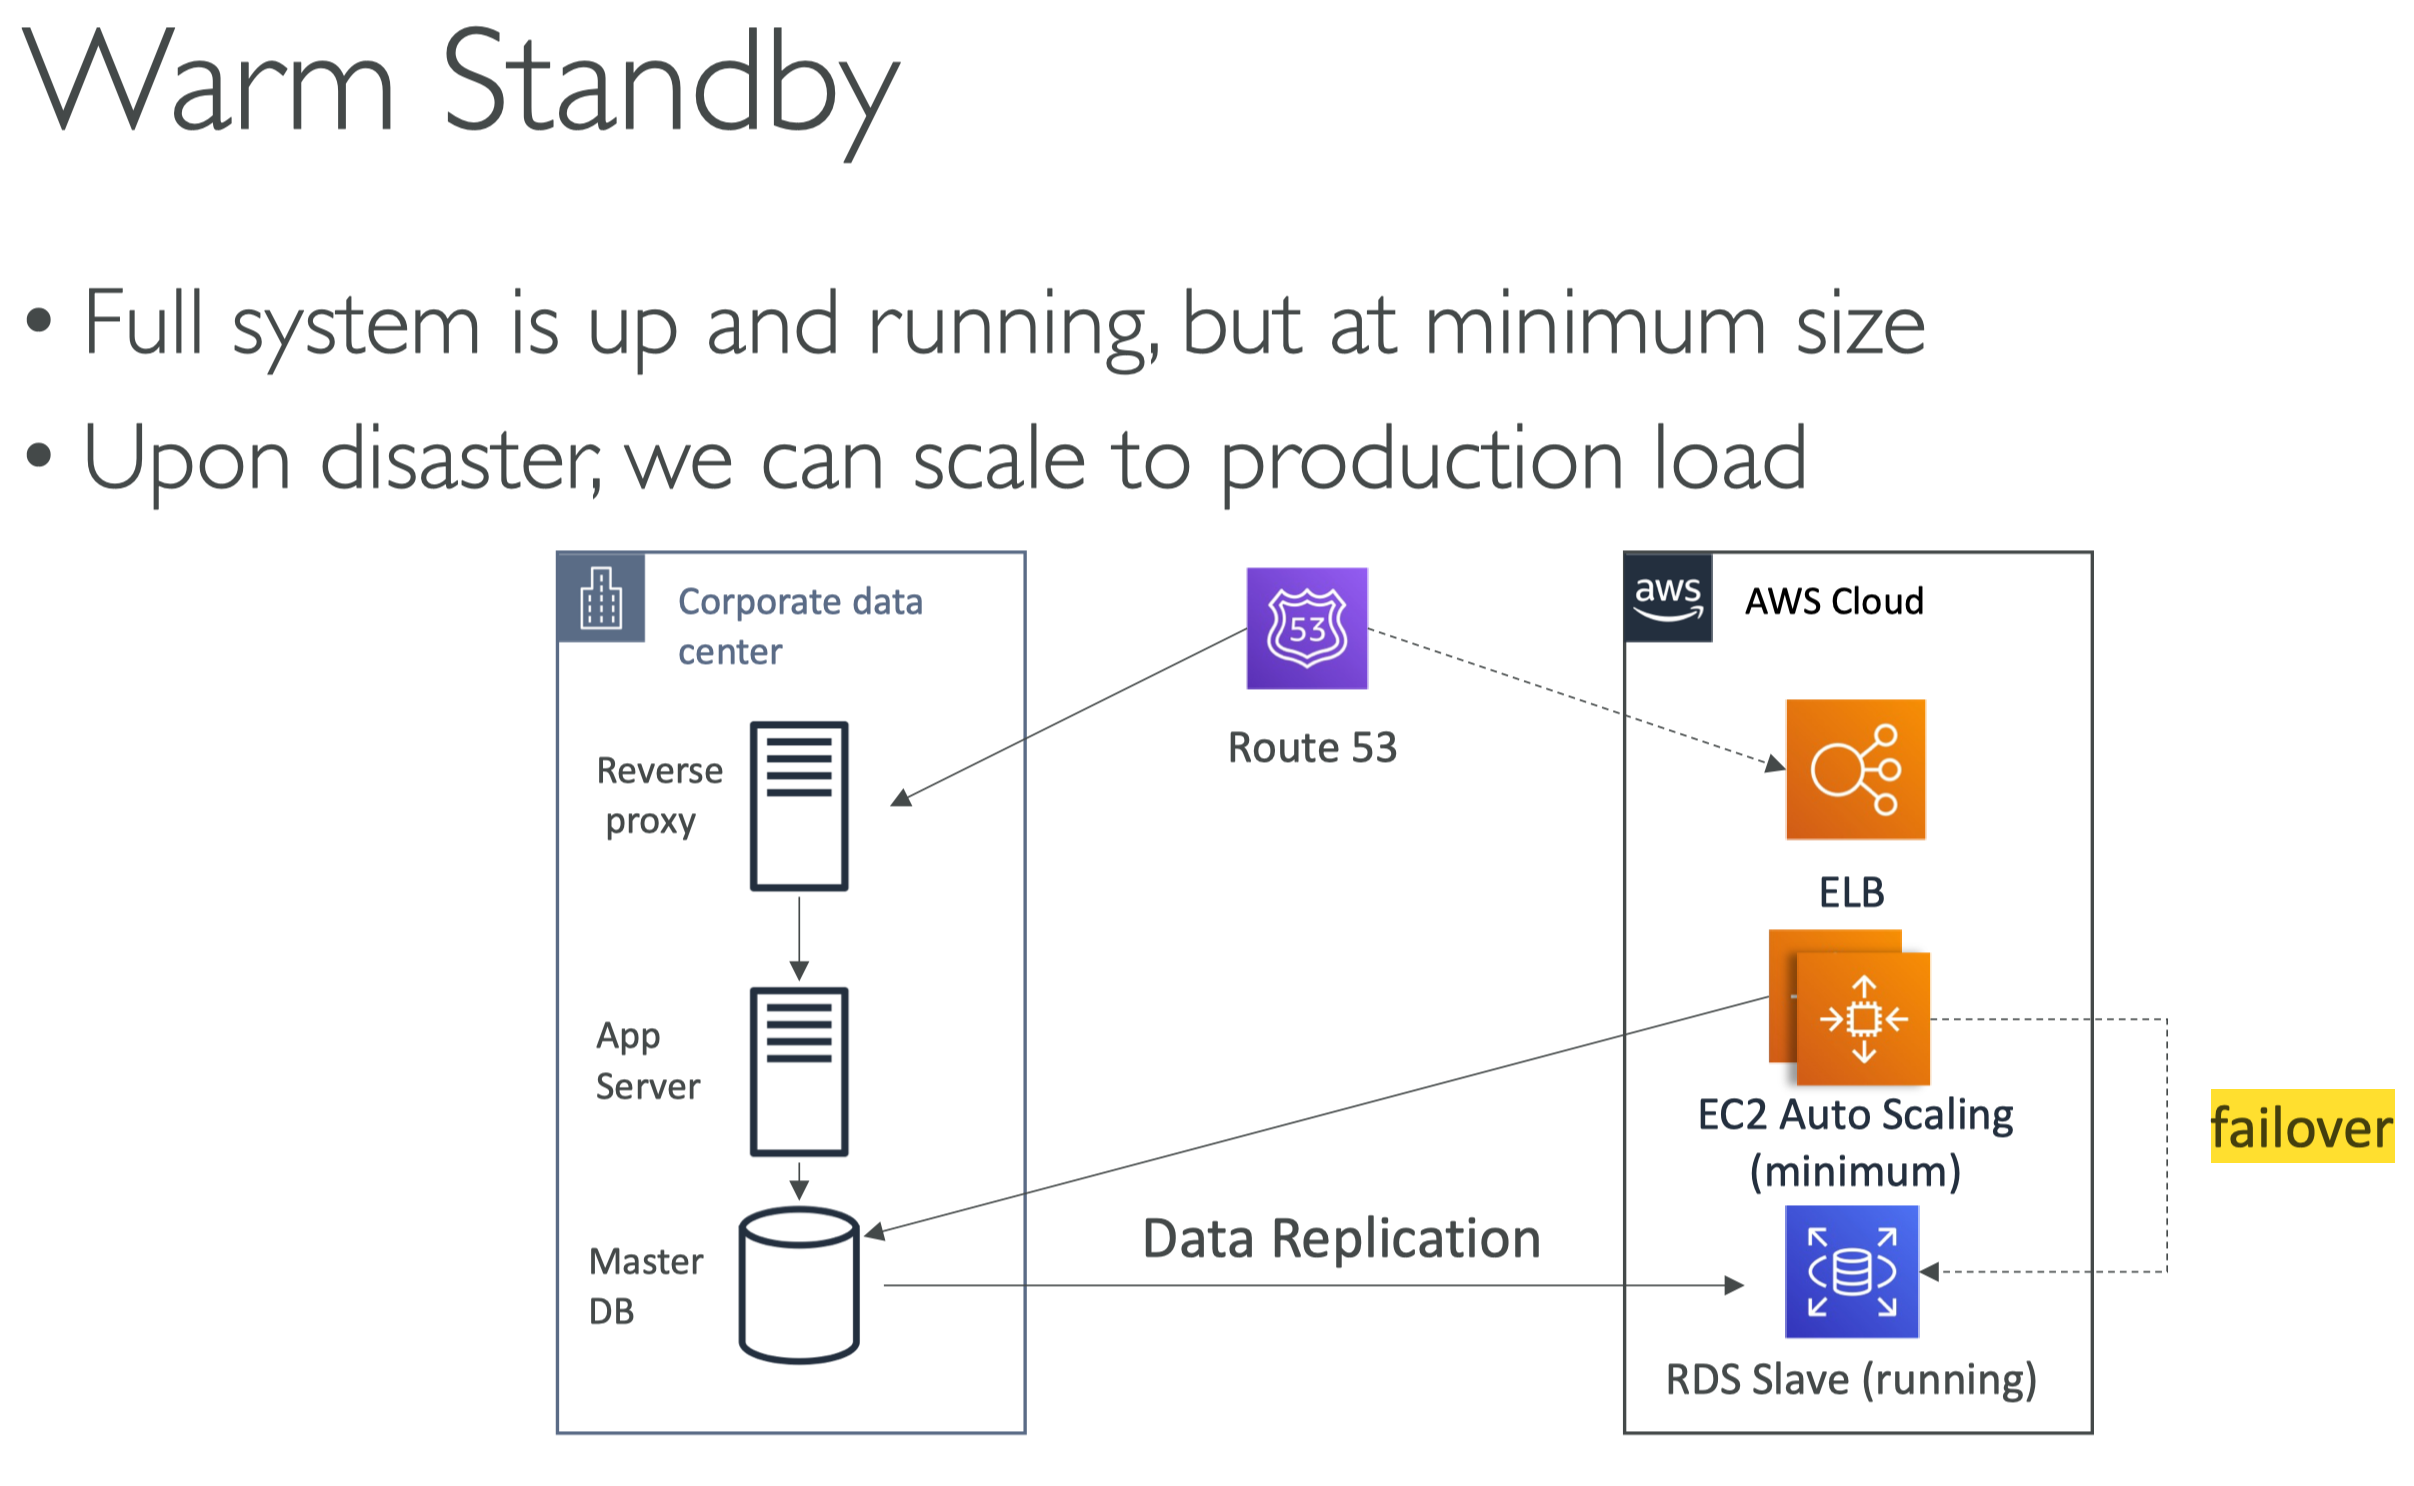 Warm Standby
• Full system is up and running, but at minimum size
• Upon disaster, we can scale to production load
Corporate data
center
Reverse
proxy
App
Server
Master
DB
53
Route 53
Data Replication
aws
AWS Cloud
ELB
EC2 Auto Scaling
(minimum)
RDS Slave (running)
failover